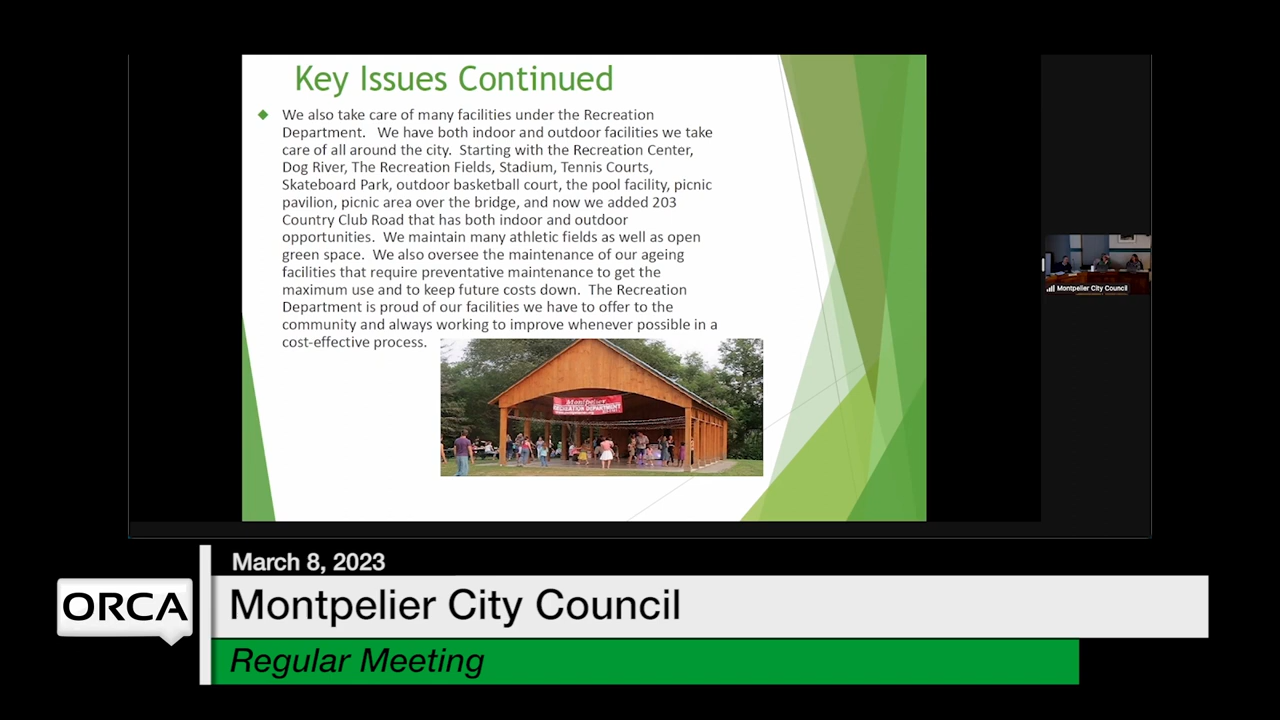 Key Issues Continued
We also take care of many facilities under the Recreation
Department. We have both indoor and outdoor facilities we take
care of all around the city. Starting with the Recreation Center,
Dog River, The Recreation Fields, Stadium, Tennis Courts,
Skateboard Park, outdoor basketball court, the pool facility, picnic
pavilion, picnic area over the bridge, and now we added 203
Country Club Road that has both indoor and outdoor
opportunities. We maintain many athletic fields as well as open
green space. We also oversee the maintenance of our ageing
facilities that require preventative maintenance to get the
maximum use and to keep future costs down. The Recreation
Department is proud of our facilities we have to offer to the
community and always working to improve whenever possible in a
cost-effective process.
Montpelier
RECREATION DEPARTMENT
Montpelier City Council
March 8, 2023
ORCA
Montpelier City Council
Regular Meeting